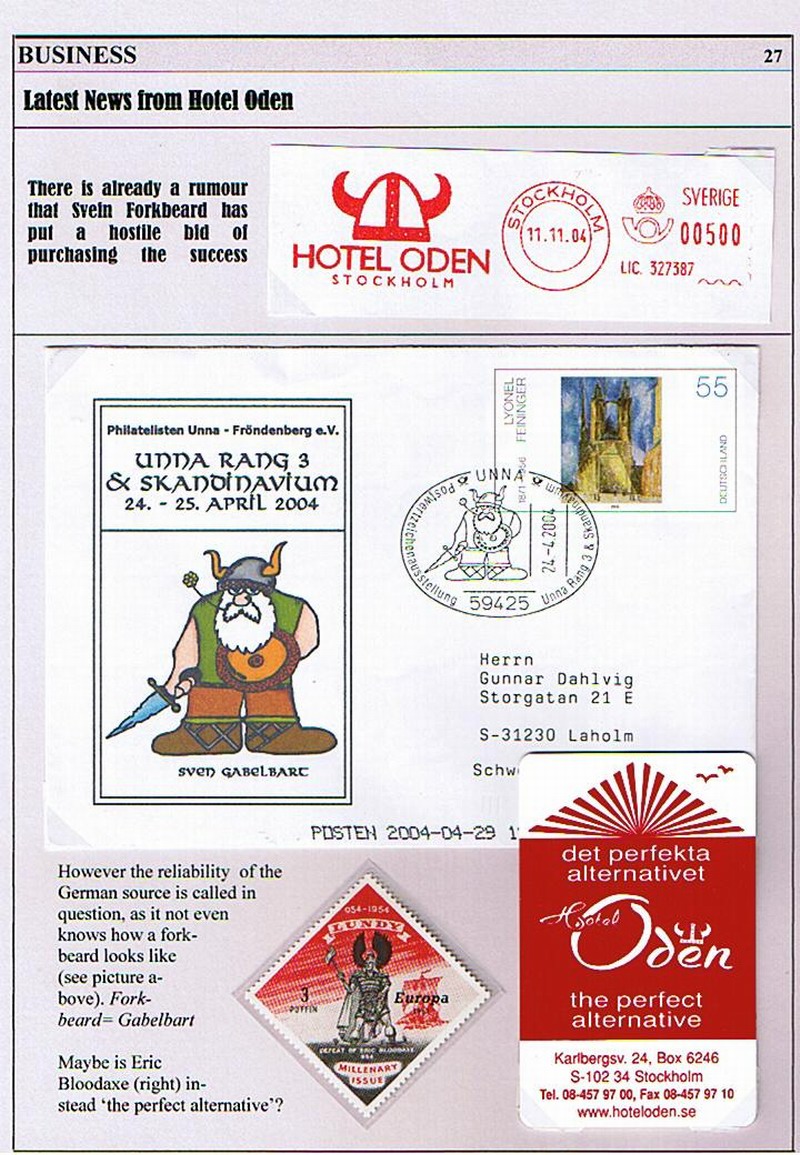 BUSINESS 27
Latest News from Hotel Oden
There is already a rumour
that Svein Forkbeard has
put a hostile bid of
purchasing the success
HOTEL ODEN
STOCKHOLM
STOCKHOLM
11.11.04
SVERIGE
00500
LIC. 327387
Philatelisten Unna - Fröndenberg e.V.
UNNA RANG 3
& SKANDINAVIUM
24. - 25. APRIL 2004
SVEN GABELBART
LYONEL
FEININGER
1871 1956
55
DEUTSCHLAND
UNNA
Postwertzeichenausstellung
Unna Rang 3 & Skandinavium
24.-4.2004
59425
Herrn
Gunnar Dahlvig
Storgatan 21 E
S-31230 Laholm
Schw
POSTEN 2004-04-29 1
However the reliability of the
German source is called in
question, as it not even
knows how a fork-
beard looks like
(see picture a-
bove). Fork-
beard= Gabelbart
Maybe is Eric
Bloodaxe (right) in-
stead 'the perfect alternative'?
954-1954
LUNDY
3
PUFFIN
Europa
DEFEAT OF ERIC BLOODAXE
954
MILLENARY
ISSUE
det perfekta
alternativet
Hotel
Oden
the perfect
alternative
Karlbergsv. 24, Box 6246
S-102 34 Stockholm
Tel. 08-457 97 00, Fax 08-457 97 10
www.hoteloden.se